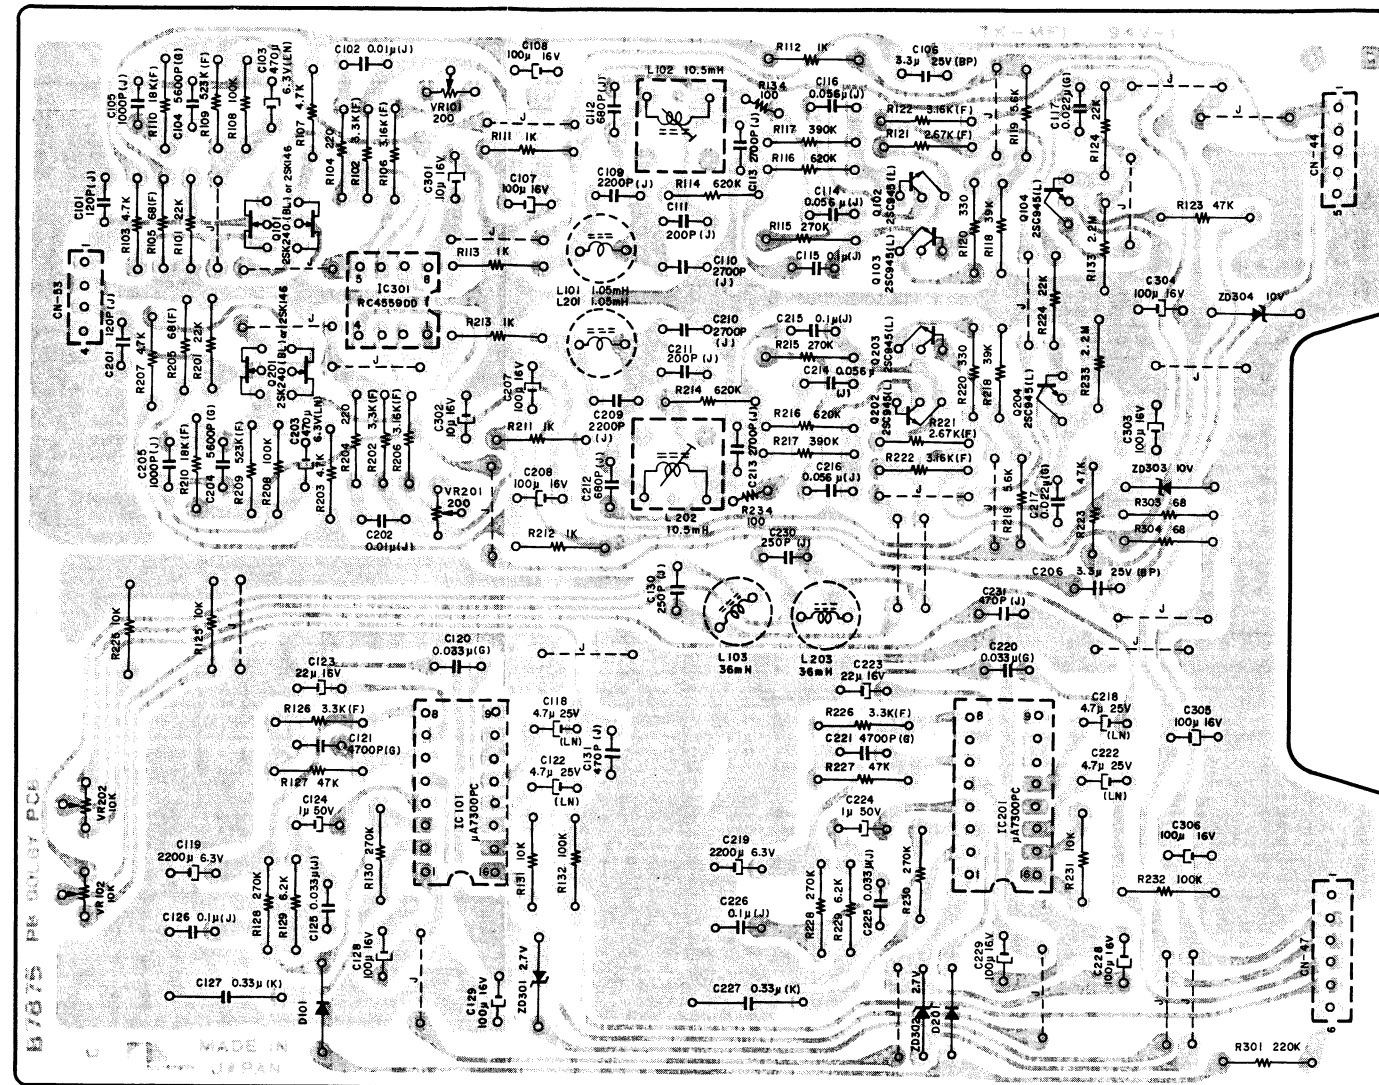 C105
1000P(J)
R110 18K(F)
C104 5600P(G)
R109 523K(F)
R108 100K
C103
470μ
6.3V(LN)
R107 4.7K
C102 0.01μ(J)
R104 220
R102 3.3K(F)
R106 3.16K(F)
VR101
200
C108
100μ 16V
R111 1K
C301
10μ 16V
C107
100μ 16V
C112
680P(J)
L102 10.5mH
R134
100
C113 2700P(J)
R112 1K
C116
0.056μ(J)
R117 390K
R116 620K
C106
3.3μ 25V(BP)
R122 3.16K(F)
R121 2.67K(F)
J
R119 5.6K
C117
0.022μ(G)
R124 22K
J
J
CN-44
1
5
C101
120P(J)
R103 4.7K
R105 68(F)
R101 22K
J
Q101
2SK240(BL) or 2SK146
J
C109
2200P(J)
R114 620K
C111
200P(J)
C114
0.056μ(J)
R115 270K
C115 0.1μ(J)
Q102
2SC945(L)
Q103
2SC945(L)
R120 330
R118 39K
Q104
2SC945(L)
R133 2.2M
J
R123 47K
J
R113 1K
C110
2700P
(J)
L101 1.05mH
L201 1.05mH
IC301
RC4559DD
5
8
4
1
CN-53
1
4
C201
120P(J)
R207 47K
R205 68(F)
R201 22K
J
Q201
2SK240(BL) or 2SK146
J
R213 1K
C210
2700P
(J)
C211
200P(J)
R214 620K
C215 0.1μ(J)
R215 270K
C214 0.056μ
(J)
Q203
2SC945(L)
Q202
2SC945(L)
R220 330
R218 39K
J
R224 22K
Q204
2SC945(L)
R233 2.2M
C304
100μ 16V
ZD304 10V
J
C205
1000P(J)
R210 18K(F)
C204 5600P(G)
R209 523K(F)
R208 100K
C203
470μ
6.3V(LN)
R203 4.7K
R204 220
R202 3.3K(F)
R206 3.16K(F)
C202
0.01μ(J)
C302
10μ 16V
C207
100μ 16V
R211 1K
C209
2200P
(J)
VR201
200
J
C208
100μ 16V
R212 1K
C212
680P(J)
L202
10.5mH
C213 2700P(J)
R234
100
R216 620K
R217 390K
C216
0.056μ(J)
R221
2.67K(F)
R222 3.16K(F)
J
J
R219 5.6K
C217
0.022μ(G)
R223 47K
C303
100μ 16V
ZD303 10V
R303 68
R304 68
C230
250P(J)
C130
250P(J)
L103
36mH
L203
36mH
J
J
C231
470P(J)
C206 3.3μ 25V(BP)
J
J
C220
0.033μ(G)
R226 10K
R125 10K
J
C120
0.033μ(G)
J
C123
22μ 16V
R126 3.3K(F)
C121
4700P(G)
R127 47K
C124
1μ 50V
R130 270K
8
9
IC101
μA7300PC
1
16
C118
4.7μ 25V
(LN)
C122
4.7μ 25V
(LN)
C131
470P(J)
R131 10K
R132 100K
C223
22μ 16V
R226 3.3K(F)
C221 4700P(G)
R227 47K
C224
1μ 50V
R230 270K
8
9
IC201
μA7300PC
1
16
C218
4.7μ 25V
(LN)
C222
4.7μ 25V
(LN)
R231 10K
C305
100μ 16V
C306
100μ 16V
R232 100K
VR202
10K
VR102
10K
C119
2200μ 6.3V
C126 0.1μ(J)
R128 270K
R129 6.2K
C125 0.033μ(J)
C127 0.33μ(K)
D101
C128
100μ 16V
J
C129
100μ 16V
ZD301 2.7V
C219
2200μ 6.3V
C226
0.1μ(J)
R228 270K
R229 6.2K
C225 0.033μ(J)
C227 0.33μ(K)
J
ZD302 2.7V
D201
C229
100μ 16V
J
C228
100μ 16V
J
J
CN-47
1
6
R301 220K
MADE IN
JAPAN